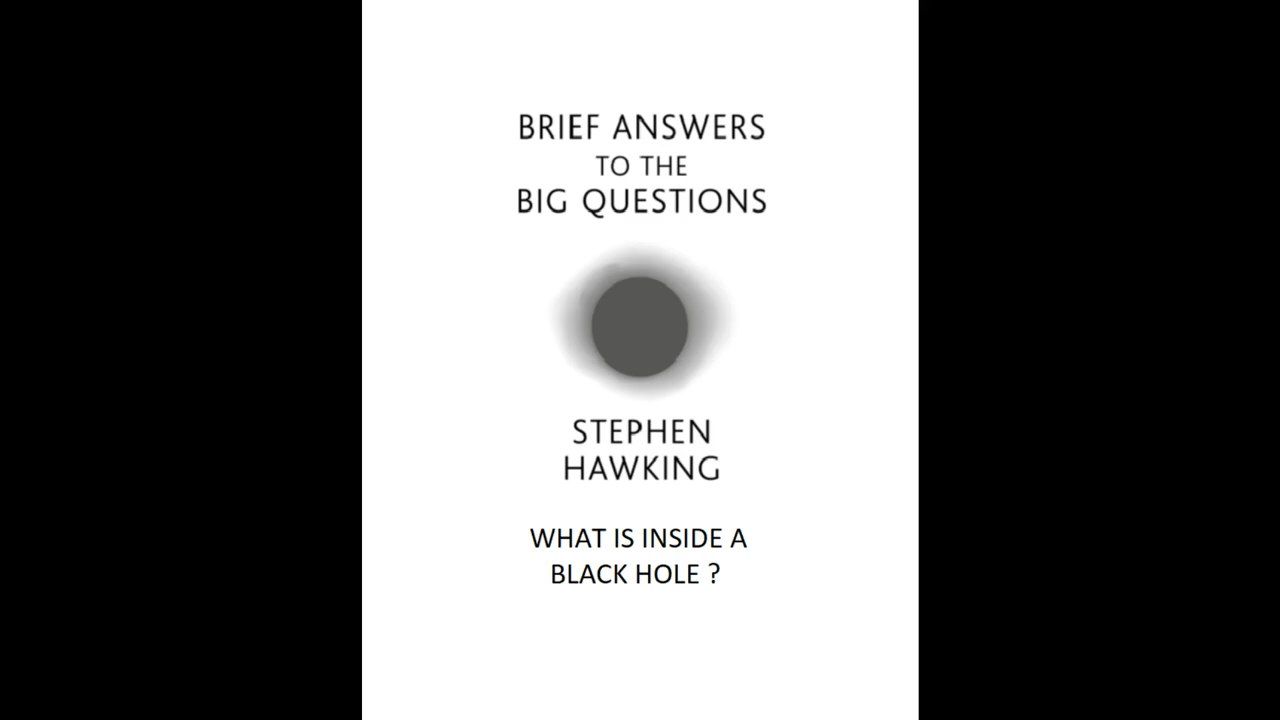 BRIEF ANSWERS
TO THE
BIG QUESTIONS
STEPHEN
HAWKING
WHAT IS INSIDE A
BLACK HOLE ?